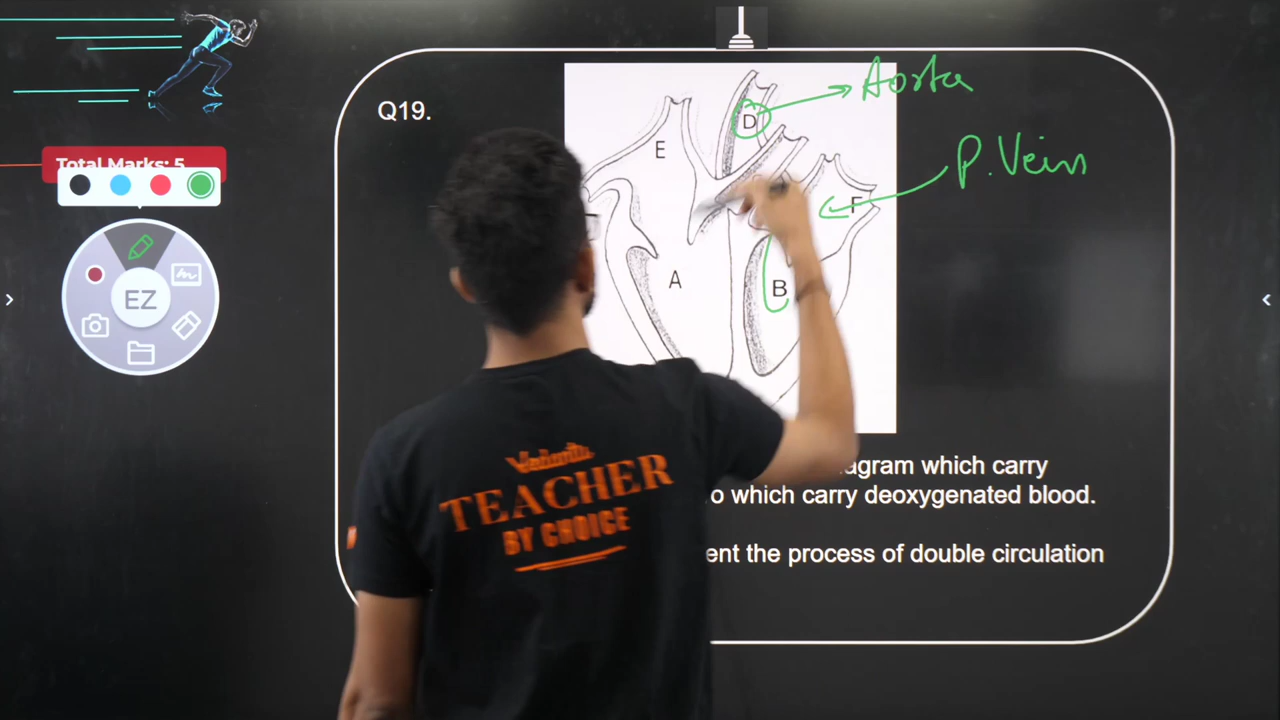 Q19.
D
Aorta
E
P. Vein
F
A
B
Total Marks: 5
EZ
agram which carry
o which carry deoxygenated blood.
ent the process of double circulation
Vedantu
TEACHER
BY CHOICE